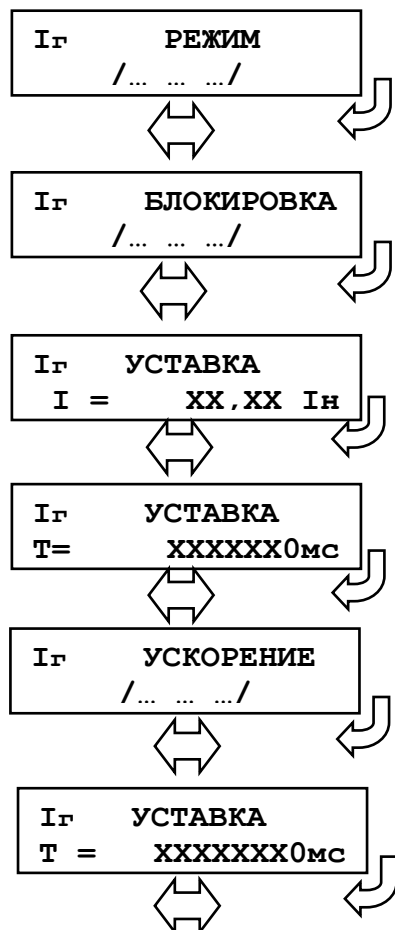 Iг РЕЖИМ
/… … …/
Iг БЛОКИРОВКА
/… … …/
Iг УСТАВКА
I = XX,XX Iн
Iг УСТАВКА
T= XXXXXX0мс
Iг УСКОРЕНИЕ
/… … …/
Iг УСТАВКА
T = XXXXXXX0мс